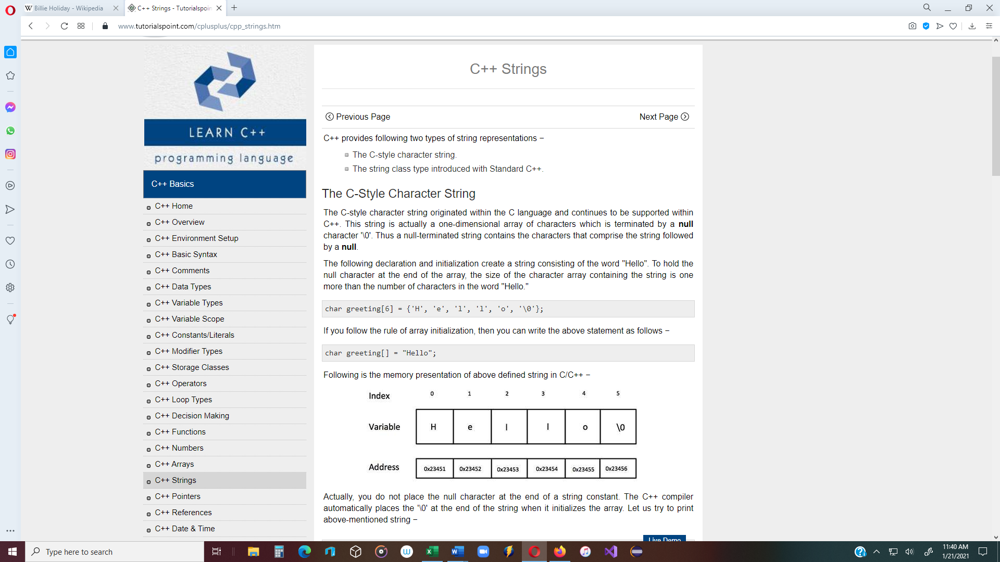 Billie Holiday - Wikipedia
C++ Strings - Tutorialspoin
www.tutorialspoint.com/cplusplus/cpp_strings.htm
LEARN C++
programming language
C++ Basics
C++ Home
C++ Overview
C++ Environment Setup
C++ Basic Syntax
C++ Comments
C++ Data Types
C++ Variable Types
C++ Variable Scope
C++ Constants/Literals
C++ Modifier Types
C++ Storage Classes
C++ Operators
C++ Loop Types
C++ Decision Making
C++ Functions
C++ Numbers
C++ Arrays
C++ Strings
C++ Pointers
C++ References
C++ Date & Time
C++ Strings
Previous Page
Next Page
C++ provides following two types of string representations −
The C-style character string.
The string class type introduced with Standard C++.
The C-Style Character String
The C-style character string originated within the C language and continues to be supported within
C++. This string is actually a one-dimensional array of characters which is terminated by a null
character '\0'. Thus a null-terminated string contains the characters that comprise the string followed
by a null.
The following declaration and initialization create a string consisting of the word "Hello". To hold the
null character at the end of the array, the size of the character array containing the string is one
more than the number of characters in the word "Hello."
char greeting[6] = {'H', 'e', 'l', 'l', 'o', '\0'};
If you follow the rule of array initialization, then you can write the above statement as follows −
char greeting[] = "Hello";
Following is the memory presentation of above defined string in C/C++ −
Index 0 1 2 3 4 5
Variable H e l l o \0
Address 0x23451 0x23452 0x23453 0x23454 0x23455 0x23456
Actually, you do not place the null character at the end of a string constant. The C++ compiler
automatically places the '\0' at the end of the string when it initializes the array. Let us try to print
above-mentioned string −
Live Demo
Type here to search
11:40 AM
1/21/2021